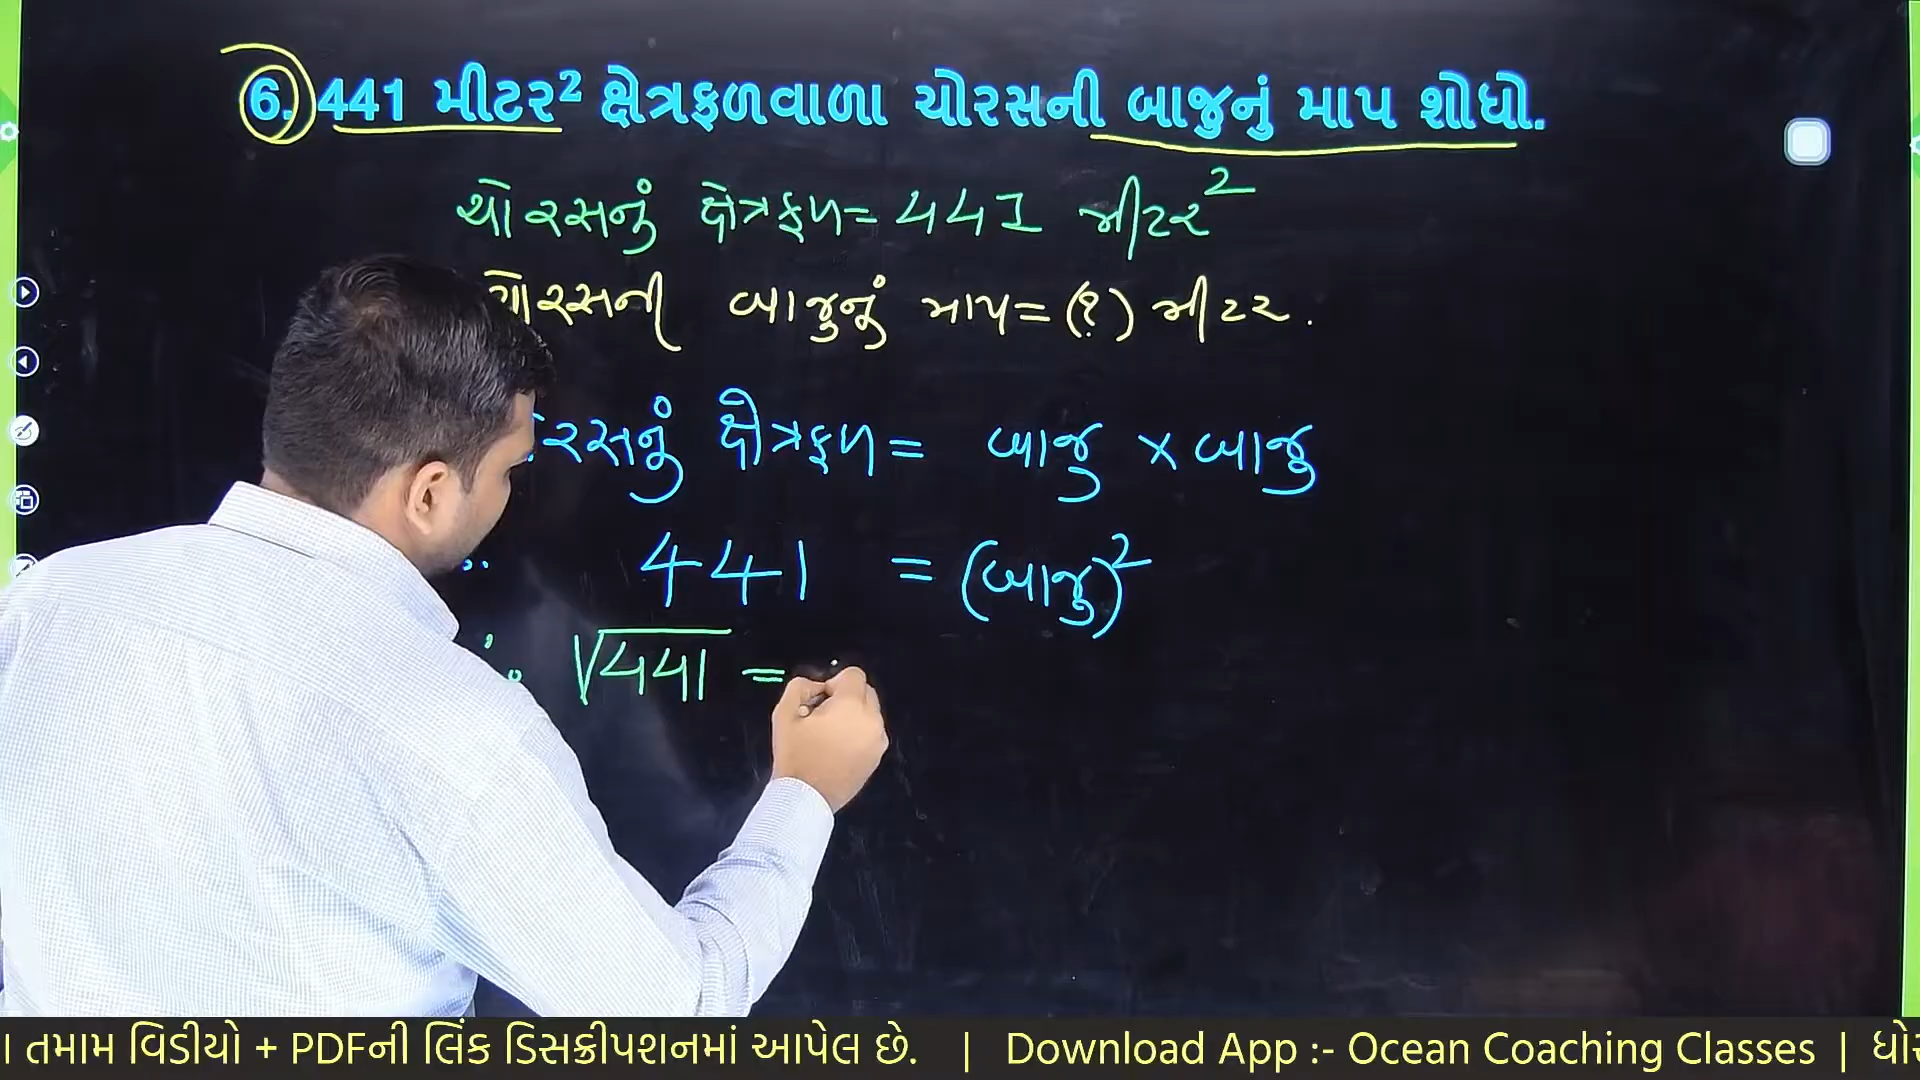 6. 441 મીટર² ક્ષેત્રફળવાળા ચોરસની બાજુનું માપ શોધો.
ચોરસનું ક્ષેત્રફળ = 441 મીટર²
ચોરસની બાજુનું માપ = (?) મીટર.
રસનું ક્ષેત્રફળ = બાજુ × બાજુ
441 = (બાજુ)²
√441 =
। તમામ વિડીયો + PDFની લિંક ડિસક્રીપશનમાં આપેલ છે. | Download App :- Ocean Coaching Classes |